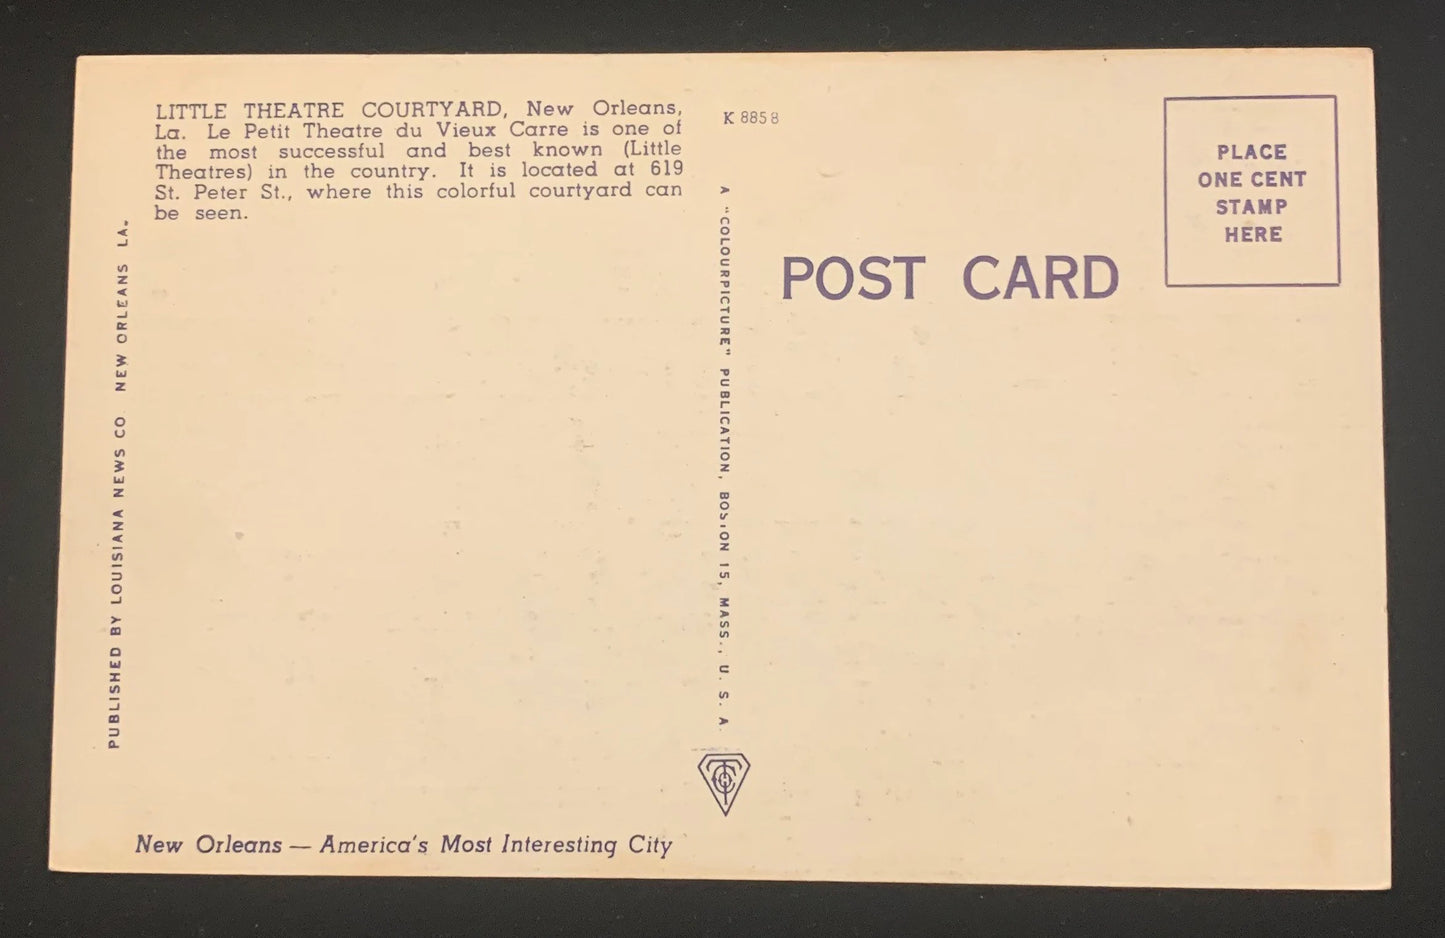 LITTLE THEATRE COURTYARD, New Orleans,
La. Le Petit Theatre du Vieux Carre is one of
the most successful and best known (Little
Theatres) in the country. It is located at 619
St. Peter St., where this colorful courtyard can
be seen.
PUBLISHED BY LOUISIANA NEWS CO NEW ORLEANS LA.
New Orleans — America's Most Interesting City
K 8858
A "COLOURPICTURE" PUBLICATION, BOSTON 15, MASS., U. S. A.
POST CARD
PLACE
ONE CENT
STAMP
HERE